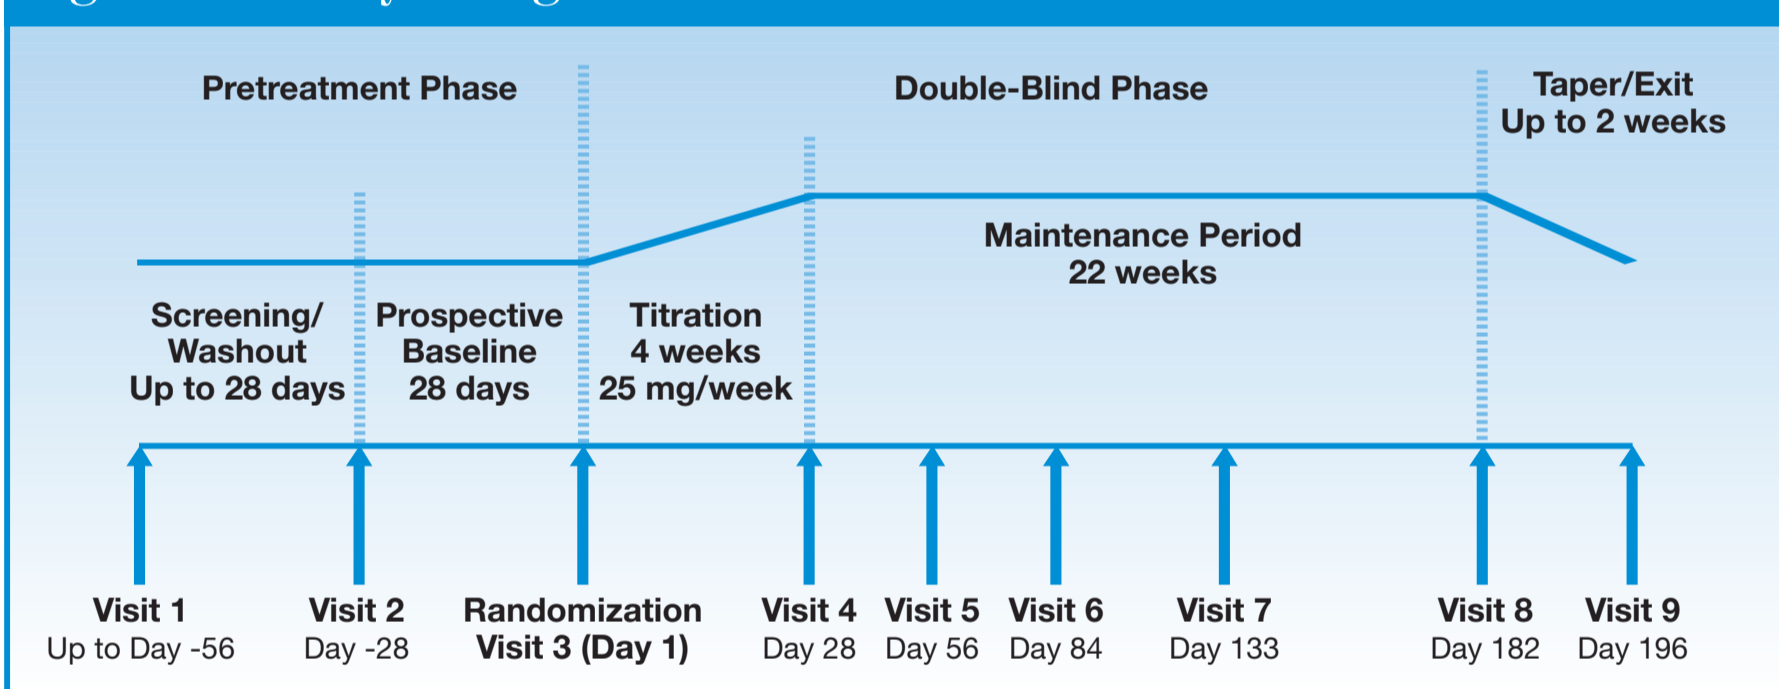 Pretreatment Phase
Double-Blind Phase
Taper/Exit
Up to 2 weeks
Maintenance Period
22 weeks
Screening/
Washout
Up to 28 days
Prospective
Baseline
28 days
Titration
4 weeks
25 mg/week
Visit 1
Up to Day -56
Visit 2
Day -28
Randomization
Visit 3 (Day 1)
Visit 4
Day 28
Visit 5
Day 56
Visit 6
Day 84
Visit 7
Day 133
Visit 8
Day 182
Visit 9
Day 196